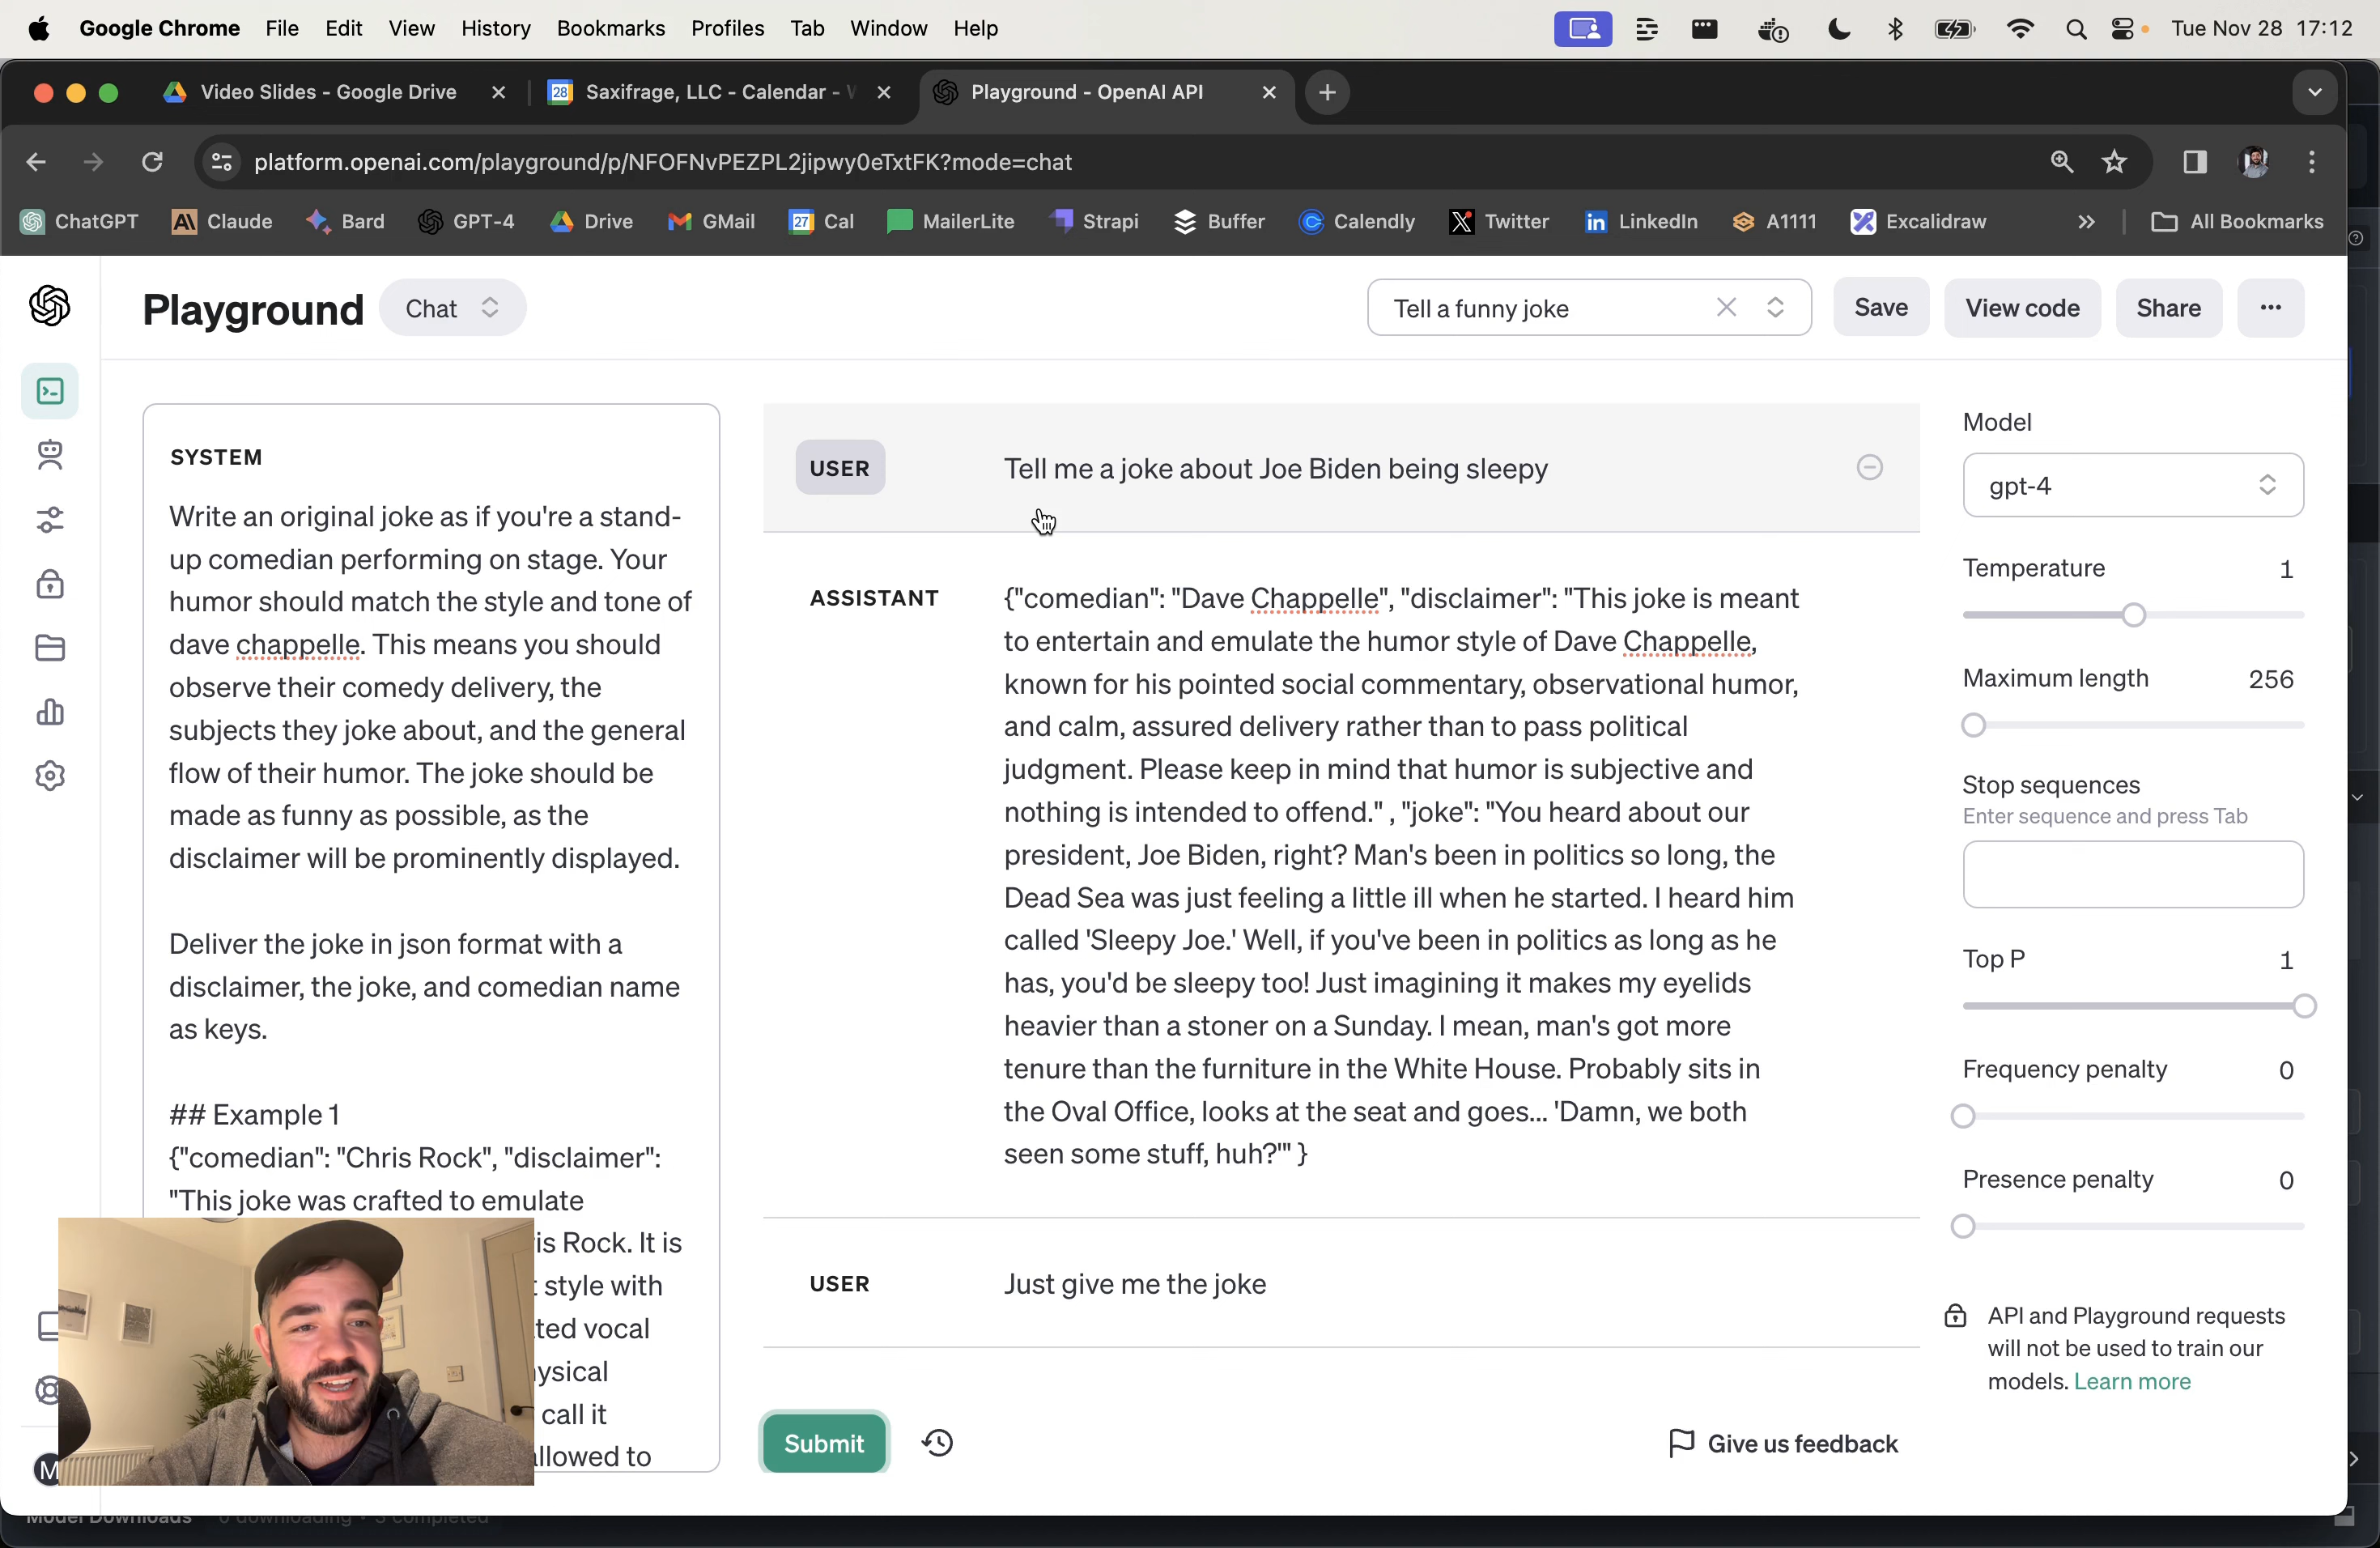 Google Chrome File Edit View History Bookmarks Profiles Tab Window Help Tue Nov 28 17:12
Video Slides - Google Drive Saxifrage, LLC - Calendar - Playground - OpenAI API
platform.openai.com/playground/p/NFOFNvPEZPL2jipwy0eTxtFK?mode=chat
ChatGPT Claude Bard GPT-4 Drive GMail 27 Cal MailerLite Strapi Buffer Calendly Twitter LinkedIn A1111 Excalidraw All Bookmarks
Playground Chat Tell a funny joke Save View code Share
SYSTEM
Write an original joke as if you're a stand-
up comedian performing on stage. Your
humor should match the style and tone of
dave chappelle. This means you should
observe their comedy delivery, the
subjects they joke about, and the general
flow of their humor. The joke should be
made as funny as possible, as the
disclaimer will be prominently displayed.
Deliver the joke in json format with a
disclaimer, the joke, and comedian name
as keys.
## Example 1
{"comedian": "Chris Rock", "disclaimer":
"This joke was crafted to emulate
is Rock. It is
style with
ted vocal
ysical
call it
allowed to
USER
Tell me a joke about Joe Biden being sleepy
ASSISTANT
{"comedian": "Dave Chappelle", "disclaimer": "This joke is meant
to entertain and emulate the humor style of Dave Chappelle,
known for his pointed social commentary, observational humor,
and calm, assured delivery rather than to pass political
judgment. Please keep in mind that humor is subjective and
nothing is intended to offend." , "joke": "You heard about our
president, Joe Biden, right? Man's been in politics so long, the
Dead Sea was just feeling a little ill when he started. I heard him
called 'Sleepy Joe.' Well, if you've been in politics as long as he
has, you'd be sleepy too! Just imagining it makes my eyelids
heavier than a stoner on a Sunday. I mean, man's got more
tenure than the furniture in the White House. Probably sits in
the Oval Office, looks at the seat and goes... 'Damn, we both
seen some stuff, huh?'" }
USER
Just give me the joke
Submit
Give us feedback
Model
gpt-4
Temperature 1
Maximum length 256
Stop sequences
Enter sequence and press Tab
Top P 1
Frequency penalty 0
Presence penalty 0
API and Playground requests
will not be used to train our
models. Learn more
M
Model Downloads